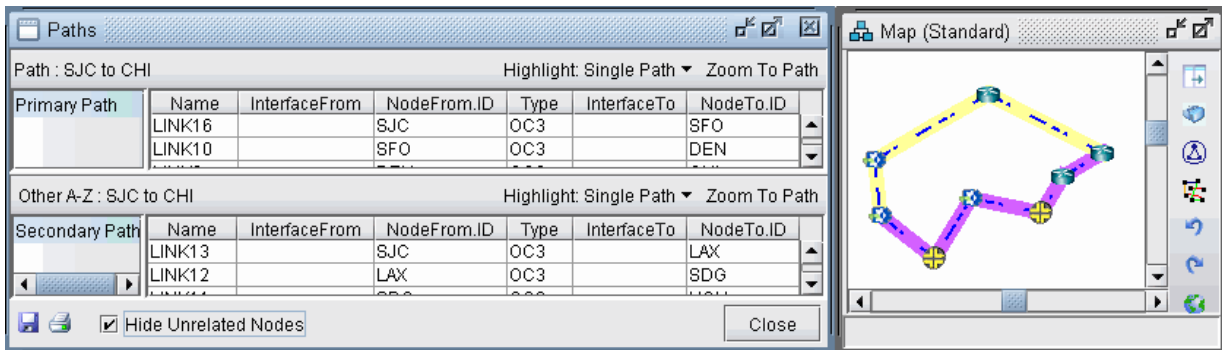 Paths
Path : SJC to CHI Highlight: Single Path Zoom To Path
Primary Path
Name InterfaceFrom NodeFrom.ID Type InterfaceTo NodeTo.ID
LINK16 SJC OC3 SFO
LINK10 SFO OC3 DEN
Other A-Z : SJC to CHI Highlight: Single Path Zoom To Path
Secondary Path
Name InterfaceFrom NodeFrom.ID Type InterfaceTo NodeTo.ID
LINK13 SJC OC3 LAX
LINK12 LAX OC3 SDG
Hide Unrelated Nodes
Close
Map (Standard)